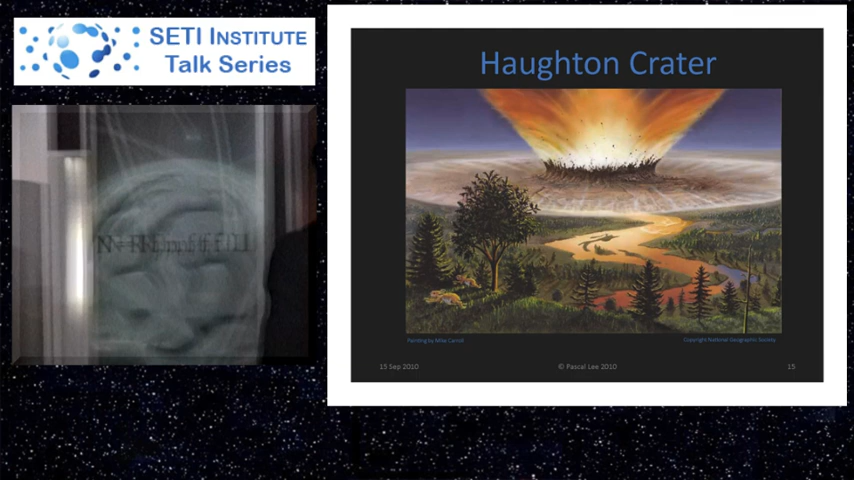 SETI INSTITUTE
Talk Series
Haughton Crater
Painting by Mike Carroll
Copyright National Geographic Society
15 Sep 2010
© Pascal Lee 2010
15